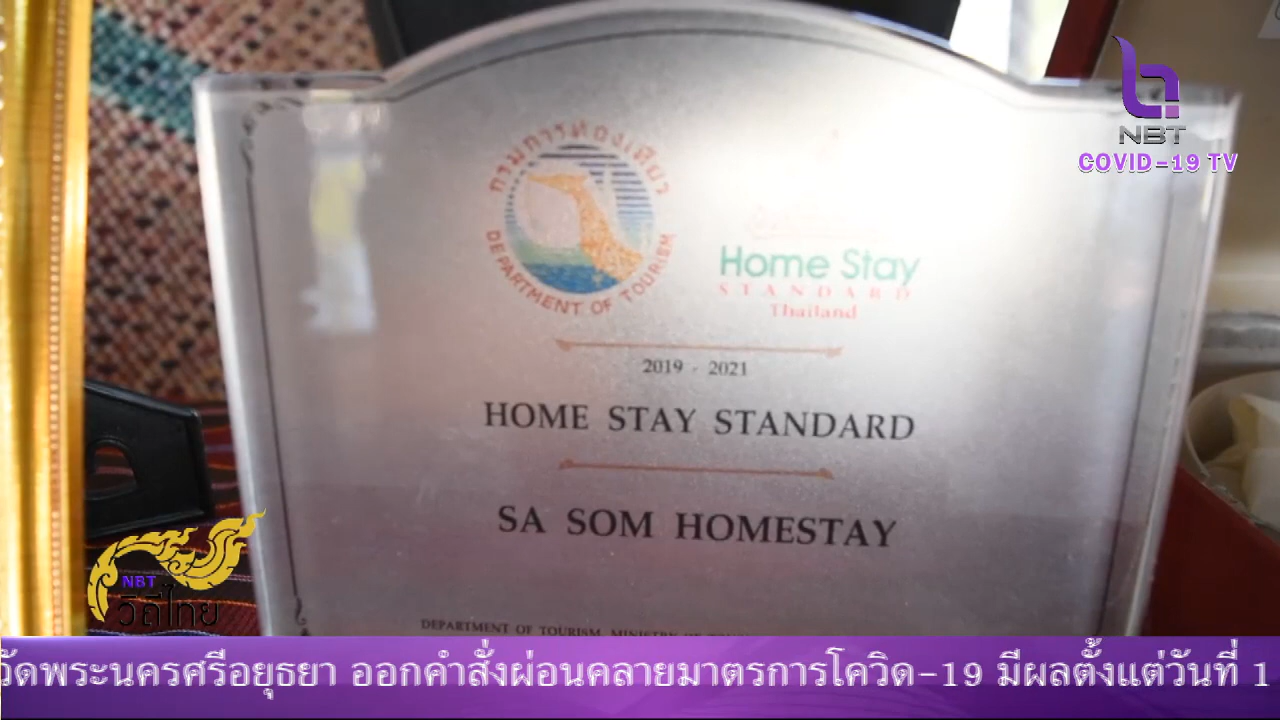 NBT
COVID-19 TV
กรมการท่องเที่ยว
DEPARTMENT OF TOURISM
Home Stay
STANDARD
Thailand
2019 - 2021
HOME STAY STANDARD
SA SOM HOMESTAY
DEPARTMENT OF TOURISM, MINISTRY OF
NBT
วิถีไทย
วัดพระนครศรีอยุธยา ออกคำสั่งผ่อนคลายมาตรการโควิด-19 มีผลตั้งแต่วันที่ 1